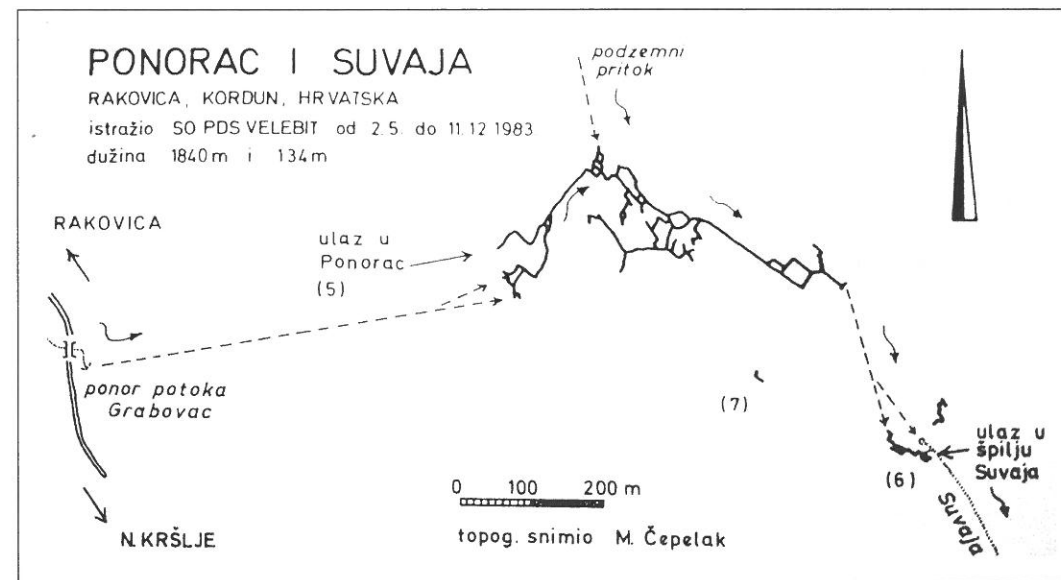 PONORAC I SUVAJA
RAKOVICA, KORDUN, HRVATSKA
istražio SO PDS VELEBIT od 2.5. do 11.12 1983
dužina 1840 m i 134 m
podzemni
pritok
RAKOVICA
ulaz u
Ponorac
(5)
ponor potoka
Grabovac
(7)
ulaz u
špilju
Suvaja
(6)
Suvaja
0 100 200 m
N. KRŠLJE
topog. snimio M. Čepelak